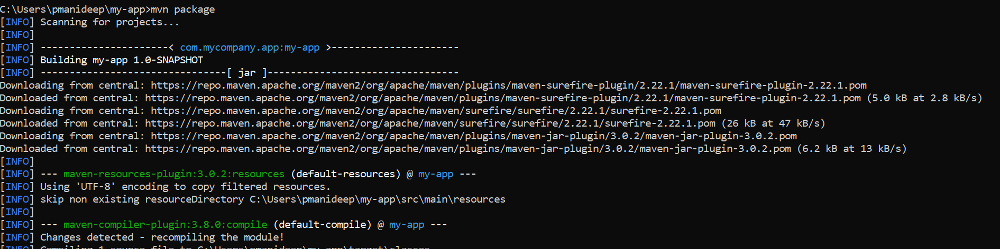 C:\Users\pmanideep\my-app>mvn package
[INFO] Scanning for projects...
[INFO]
[INFO] ----------------------< com.mycompany.app:my-app >----------------------
[INFO] Building my-app 1.0-SNAPSHOT
[INFO] --------------------------------[ jar ]---------------------------------
Downloading from central: https://repo.maven.apache.org/maven2/org/apache/maven/plugins/maven-surefire-plugin/2.22.1/maven-surefire-plugin-2.22.1.pom
Downloaded from central: https://repo.maven.apache.org/maven2/org/apache/maven/plugins/maven-surefire-plugin/2.22.1/maven-surefire-plugin-2.22.1.pom (5.0 kB at 2.8 kB/s)
Downloading from central: https://repo.maven.apache.org/maven2/org/apache/maven/surefire/surefire/2.22.1/surefire-2.22.1.pom
Downloaded from central: https://repo.maven.apache.org/maven2/org/apache/maven/surefire/surefire/2.22.1/surefire-2.22.1.pom (26 kB at 47 kB/s)
Downloading from central: https://repo.maven.apache.org/maven2/org/apache/maven/plugins/maven-jar-plugin/3.0.2/maven-jar-plugin-3.0.2.pom
Downloaded from central: https://repo.maven.apache.org/maven2/org/apache/maven/plugins/maven-jar-plugin/3.0.2/maven-jar-plugin-3.0.2.pom (6.2 kB at 13 kB/s)
[INFO]
[INFO] --- maven-resources-plugin:3.0.2:resources (default-resources) @ my-app ---
[INFO] Using 'UTF-8' encoding to copy filtered resources.
[INFO] skip non existing resourceDirectory C:\Users\pmanideep\my-app\src\main\resources
[INFO]
[INFO] --- maven-compiler-plugin:3.8.0:compile (default-compile) @ my-app ---
[INFO] Changes detected - recompiling the module!
[INFO] Compiling 1 source file to C:\Users\pmanideep\my-app\target\classes